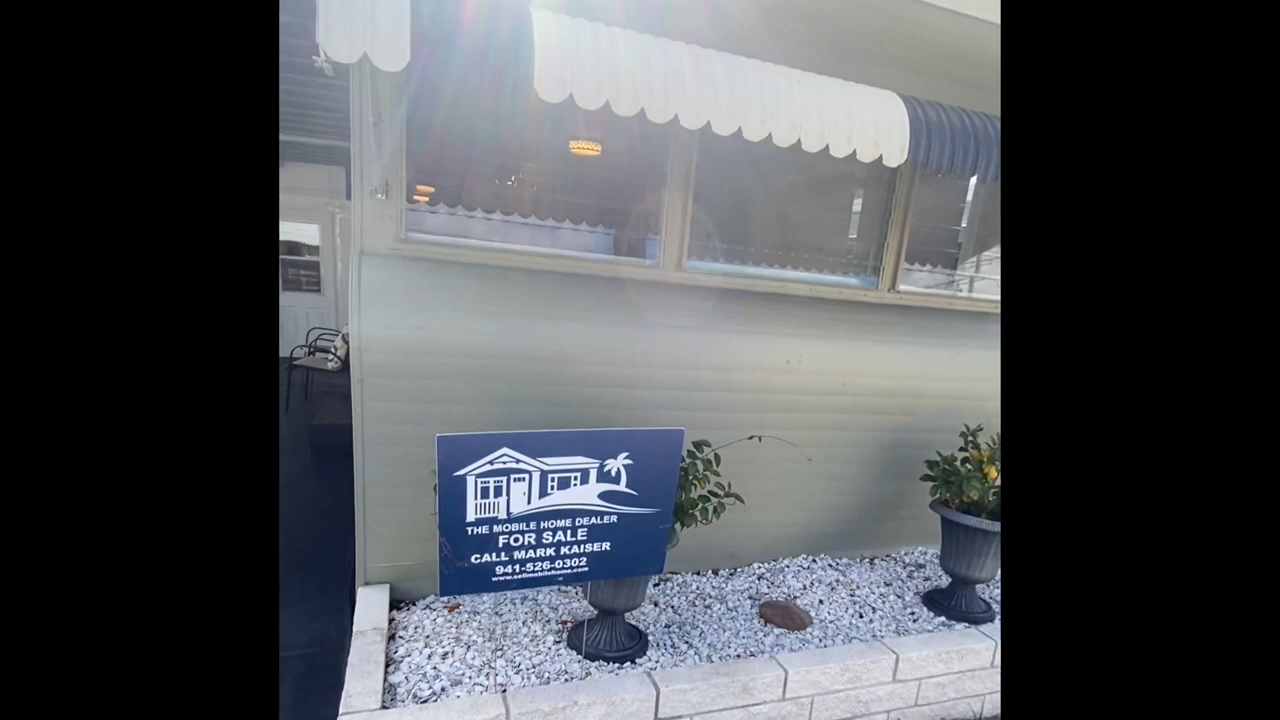 THE MOBILE HOME DEALER
FOR SALE
CALL MARK KAISER
941-526-0302
www.sellmobilehome.com